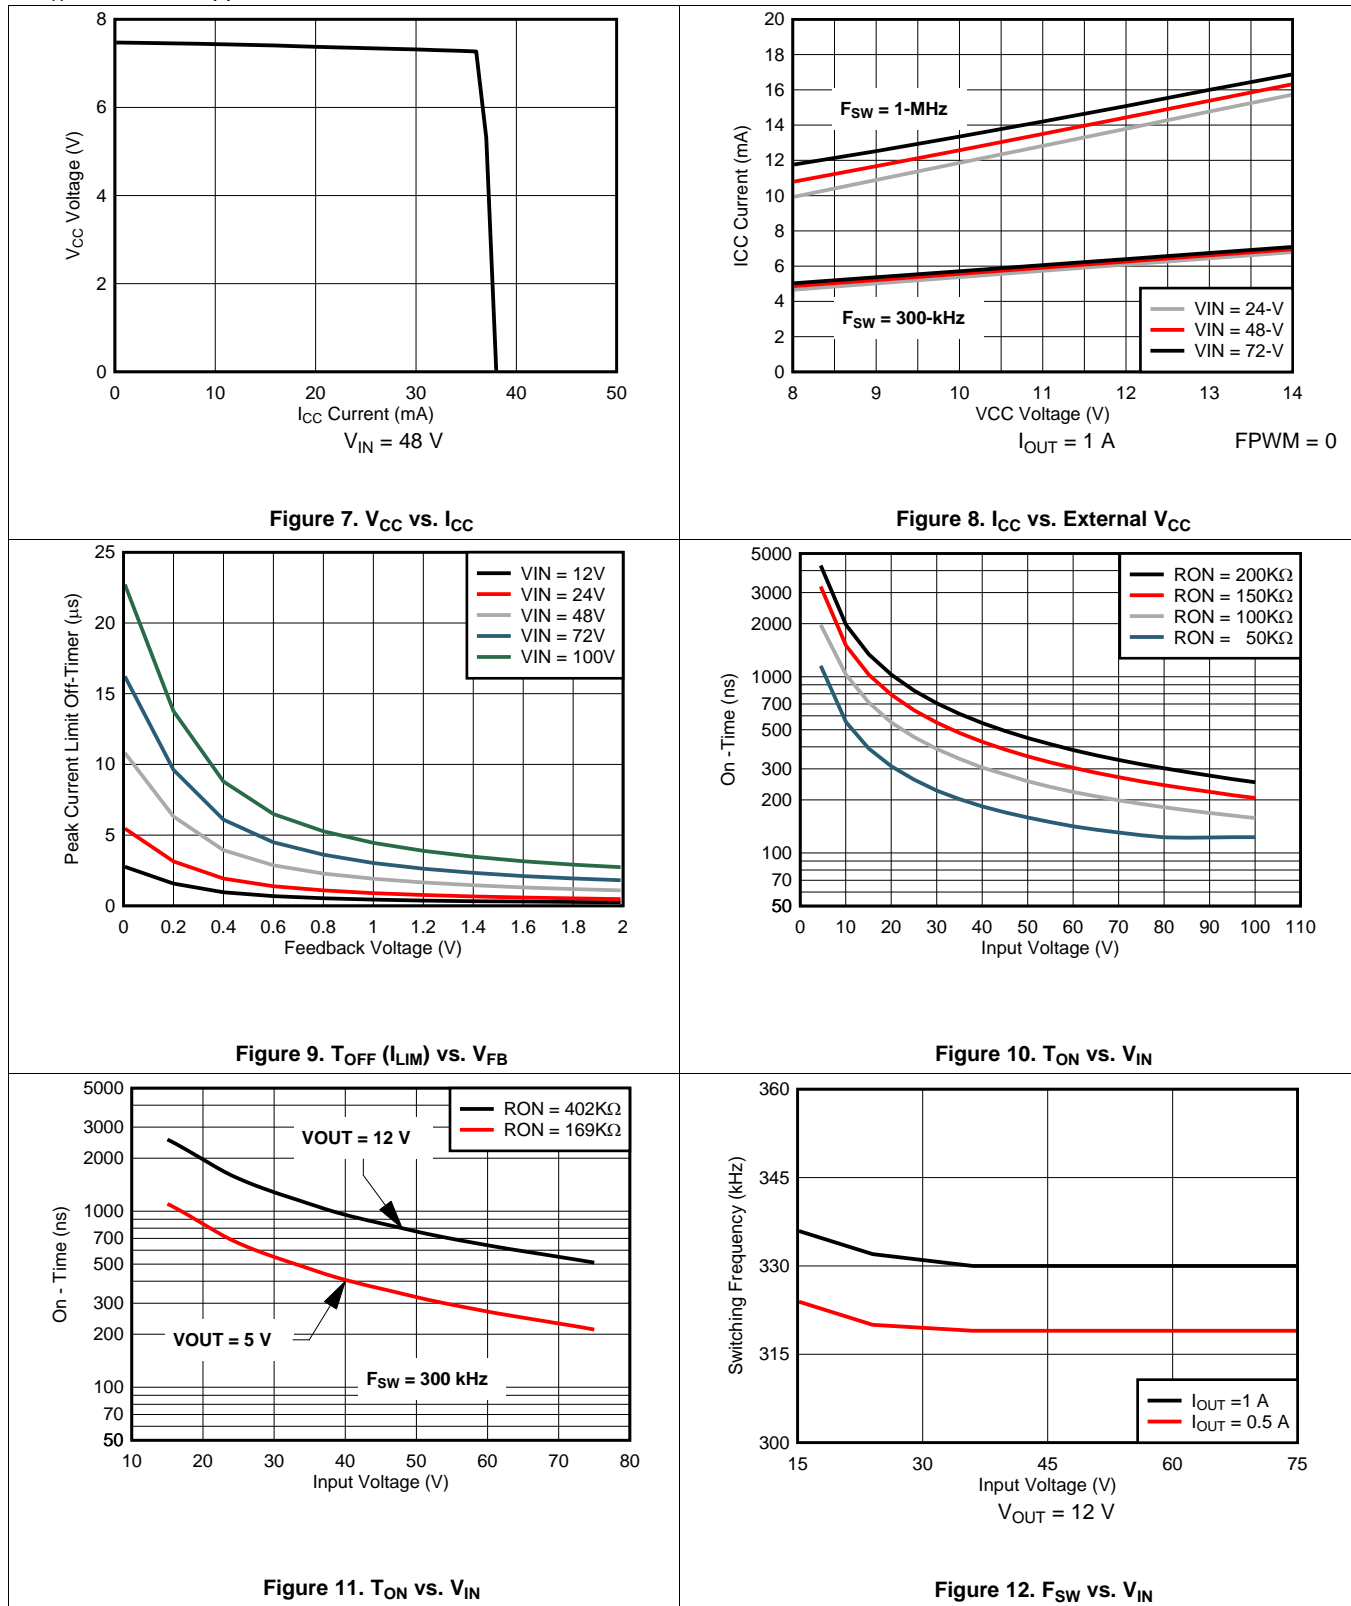 8
6
4
2
0
VCC Voltage (V)
0 10 20 30 40 50
ICC Current (mA)
VIN = 48 V
Figure 7. VCC vs. ICC
20
18
16
14
12
10
8
6
4
2
0
ICC Current (mA)
FSW = 1-MHz
FSW = 300-kHz
VIN = 24-V
VIN = 48-V
VIN = 72-V
8 9 10 11 12 13 14
VCC Voltage (V)
IOUT = 1 A FPWM = 0
Figure 8. ICC vs. External VCC
25
20
15
10
5
0
Peak Current Limit Off-Timer (µs)
VIN = 12V
VIN = 24V
VIN = 48V
VIN = 72V
VIN = 100V
0 0.2 0.4 0.6 0.8 1 1.2 1.4 1.6 1.8 2
Feedback Voltage (V)
Figure 9. TOFF (ILIM) vs. VFB
5000
3000
2000
1000
700
500
300
200
100
70
50
On -Time (ns)
RON = 200KΩ
RON = 150KΩ
RON = 100KΩ
RON = 50KΩ
0 10 20 30 40 50 60 70 80 90 100 110
Input Voltage (V)
Figure 10. TON vs. VIN
5000
3000
2000
1000
700
500
300
200
100
70
50
On - Time (ns)
RON = 402KΩ
RON = 169KΩ
VOUT = 12 V
VOUT = 5 V
FSW = 300 kHz
10 20 30 40 50 60 70 80
Input Voltage (V)
Figure 11. TON vs. VIN
360
345
330
315
300
Switching Frequency (kHz)
IOUT =1 A
IOUT = 0.5 A
15 30 45 60 75
Input Voltage (V)
VOUT = 12 V
Figure 12. FSW vs. VIN